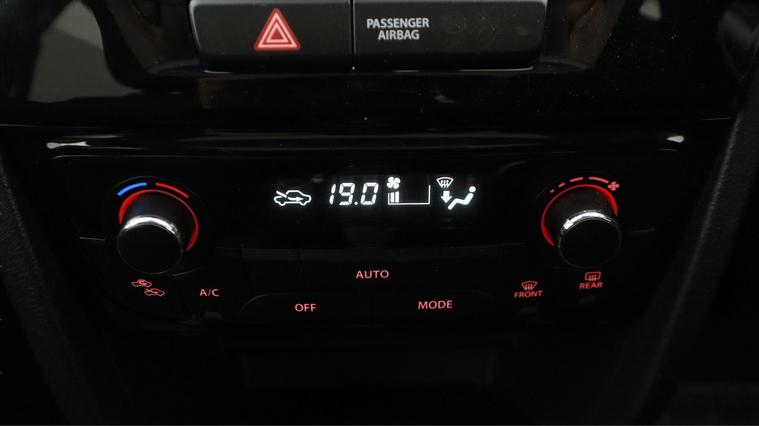 PASSENGER
AIRBAG
19.0
AUTO
A/C
OFF
MODE
FRONT
REAR